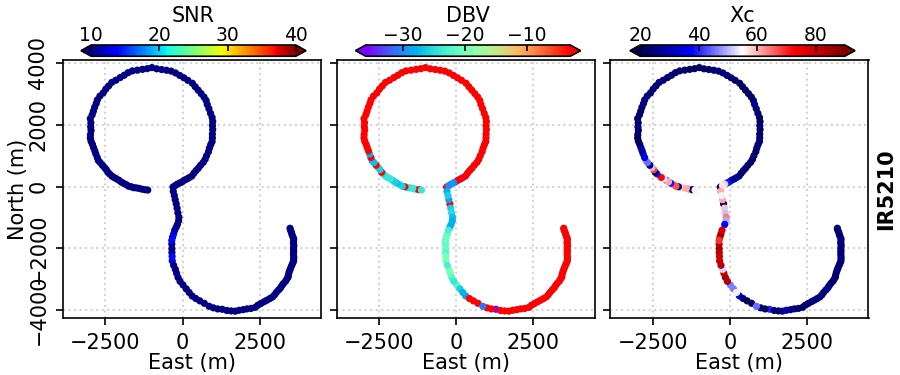 SNR
DBV
Xc
10 20 30 40
−30 −20 −10
20 40 60 80
4000
2000
0
−2000
−4000
North (m)
−2500 0 2500
−2500 0 2500
−2500 0 2500
East (m)
East (m)
East (m)
IR5210